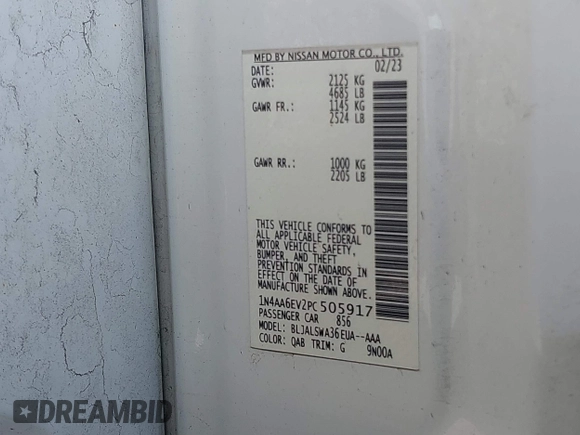 MFD BY NISSAN MOTOR CO., LTD.
DATE: 02/23
GVWR: 2125 KG
4685 LB
GAWR FR.: 1145 KG
2524 LB
GAWR RR.: 1000 KG
2205 LB
THIS VEHICLE CONFORMS TO
ALL APPLICABLE FEDERAL
MOTOR VEHICLE SAFETY,
BUMPER, AND THEFT
PREVENTION STANDARDS IN
EFFECT ON THE DATE OF
MANUFACTURE SHOWN ABOVE.
1N4AA6EV2PC505917
PASSENGER CAR 856
MODEL: BLJALSWA36EUA--AAA
COLOR: QAB TRIM: G 9N00A
DREAMBID